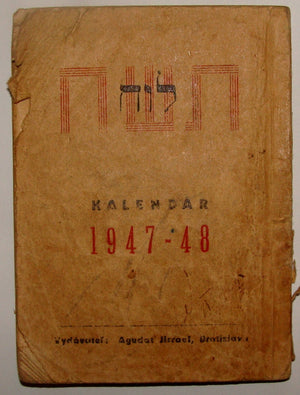 תשח
לוח
KALENDÁR
1947-48
Vydavateľ: Agudat Jisrael, Bratislava